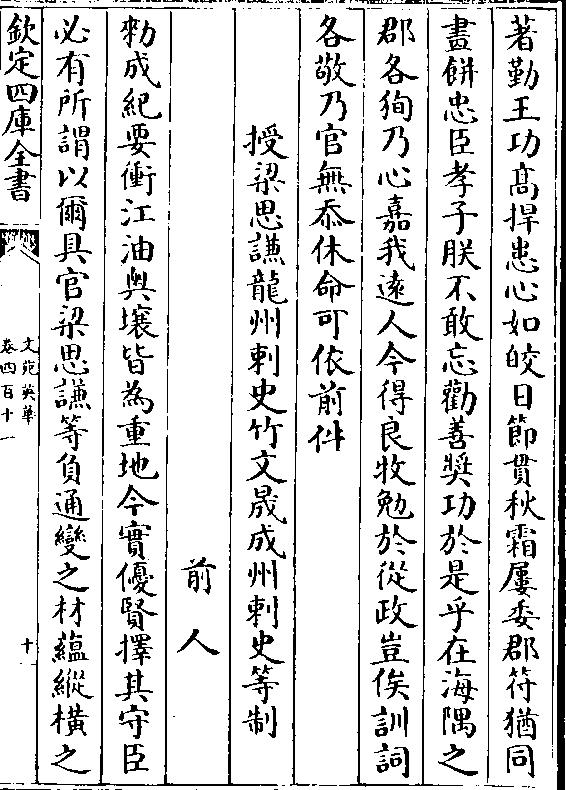 著勤王功髙捍患心如皎日節貫秋霜屢委郡符猶同
畫餅忠臣孝子朕不敢忘勸善奬功於是乎在海隅之
郡各狥乃心嘉我逺人今得良牧勉於從政豈俟訓詞
各敬乃官無忝休命可依前件
授梁思謙龍州刺史竹文晟成州刺史等制
前人
勅成紀要衝江油奥壤皆為重地今實優賢擇其守臣
必有所謂以爾具官梁思謙等負通變之材蘊縱横之
欽定四庫全書
文苑英華
卷四百十一
十